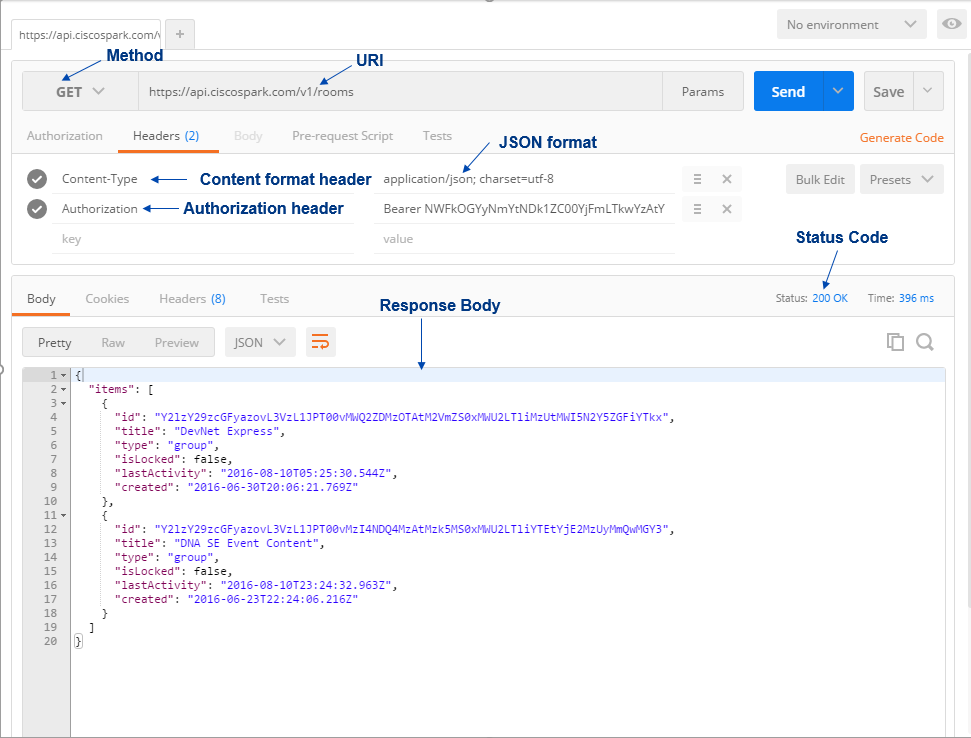 https://api.ciscospark.com/v +
No environment
Method
URI
GET https://api.ciscospark.com/v1/rooms Params Send Save
Authorization Headers (2) Body Pre-request Script Tests Generate Code
JSON format
Content-Type Content format header application/json; charset=utf-8 Bulk Edit Presets
Authorization Authorization header Bearer NWFkOGYyNmYtNDk1ZC00YjFmLTkwYzAtY
key value
Status Code
Body Cookies Headers (8) Tests Status: 200 OK Time: 396 ms
Response Body
Pretty Raw Preview JSON
1 {
2 "items": [
3 {
4 "id": "Y2lzY29zcGFyazovL3VzL1JPT00vMWQ2ZDMzOTAtM2VmZS0xMWU2LTliMzUtMWI5N2Y5ZGFiYTkx",
5 "title": "DevNet Express",
6 "type": "group",
7 "isLocked": false,
8 "lastActivity": "2016-08-10T05:25:30.544Z",
9 "created": "2016-06-30T20:06:21.769Z"
10 },
11 {
12 "id": "Y2lzY29zcGFyazovL3VzL1JPT00vMzI4NDQ4MzAtMzk5MS0xMWU2LTliYTEtYjE2MzUyMmQwMGY3",
13 "title": "DNA SE Event Content",
14 "type": "group",
15 "isLocked": false,
16 "lastActivity": "2016-08-10T23:24:32.963Z",
17 "created": "2016-06-23T22:24:06.216Z"
18 }
19 ]
20 }